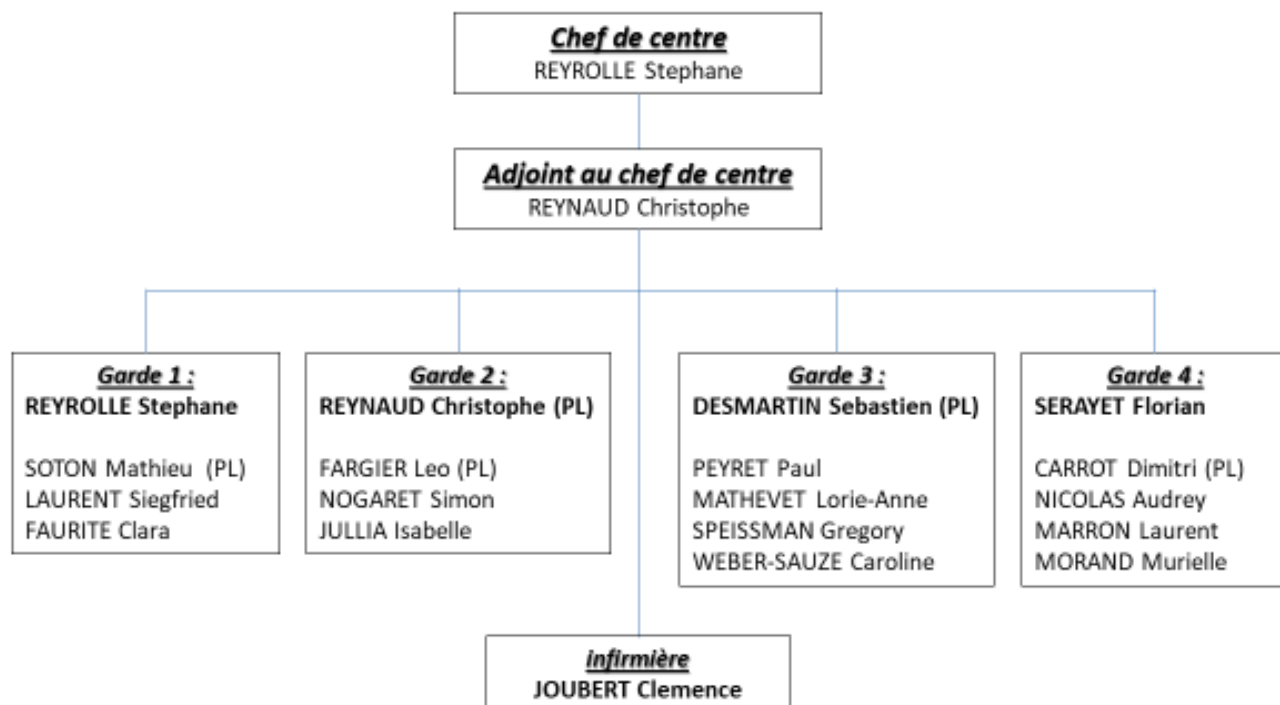 Chef de centre
REYROLLE Stephane
Adjoint au chef de centre
REYNAUD Christophe
Garde 1 :
REYROLLE Stephane
SOTON Mathieu (PL)
LAURENT Siegfried
FAURITE Clara
Garde 2 :
REYNAUD Christophe (PL)
FARGIER Leo (PL)
NOGARET Simon
JULLIA Isabelle
Garde 3 :
DESMARTIN Sebastien (PL)
PEYRET Paul
MATHEVET Lorie-Anne
SPEISSMAN Gregory
WEBER-SAUZE Caroline
Garde 4 :
SERAYET Florian
CARROT Dimitri (PL)
NICOLAS Audrey
MARRON Laurent
MORAND Murielle
infirmière
JOUBERT Clemence